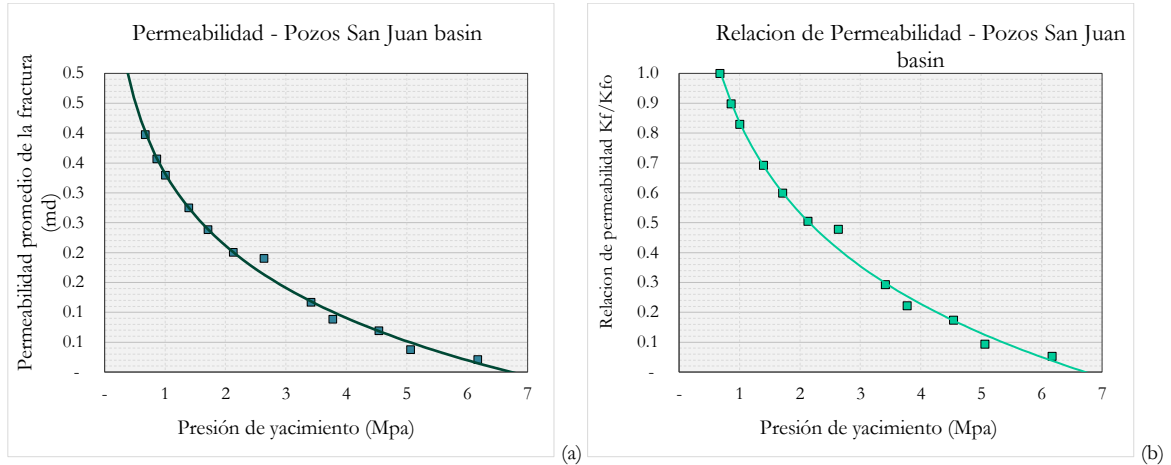 Permeabilidad - Pozos San Juan basin
Permeabilidad promedio de la fractura
(md)
0.5
0.5
0.4
0.4
0.3
0.3
0.2
0.2
0.1
0.1
-
- 1 2 3 4 5 6 7
Presión de yacimiento (Mpa)
(a)
Relacion de Permeabilidad - Pozos San Juan
basin
Relacion de permeabilidad Kf/Kfo
1.0
0.9
0.8
0.7
0.6
0.5
0.4
0.3
0.2
0.1
-
- 1 2 3 4 5 6 7
Presión de yacimiento (Mpa)
(b)